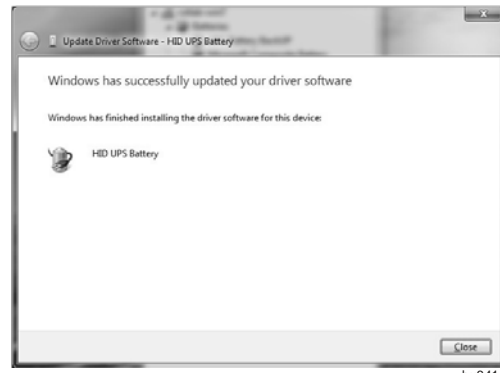 Update Driver Software - HID UPS Battery
Windows has successfully updated your driver software
Windows has finished installing the driver software for this device:
HID UPS Battery
Close